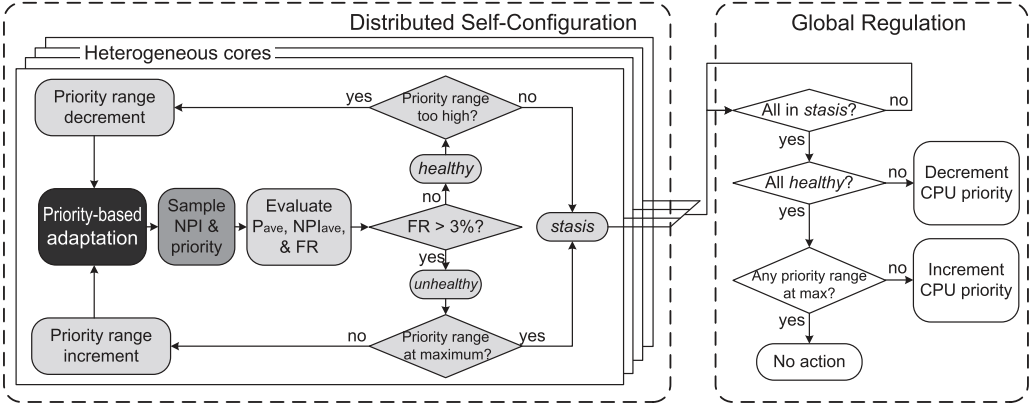 Distributed Self-Configuration
Heterogeneous cores
Priority range
decrement
yes
Priority range
too high?
no
healthy
no
Priority-based
adaptation
Sample
NPI &
priority
Evaluate
Pave, NPIave,
& FR
FR > 3%?
stasis
yes
unhealthy
Priority range
increment
no
Priority range
at maximum?
yes
Global Regulation
All in stasis?
no
yes
All healthy?
no
Decrement
CPU priority
yes
Any priority range
at max?
no
Increment
CPU priority
yes
No action